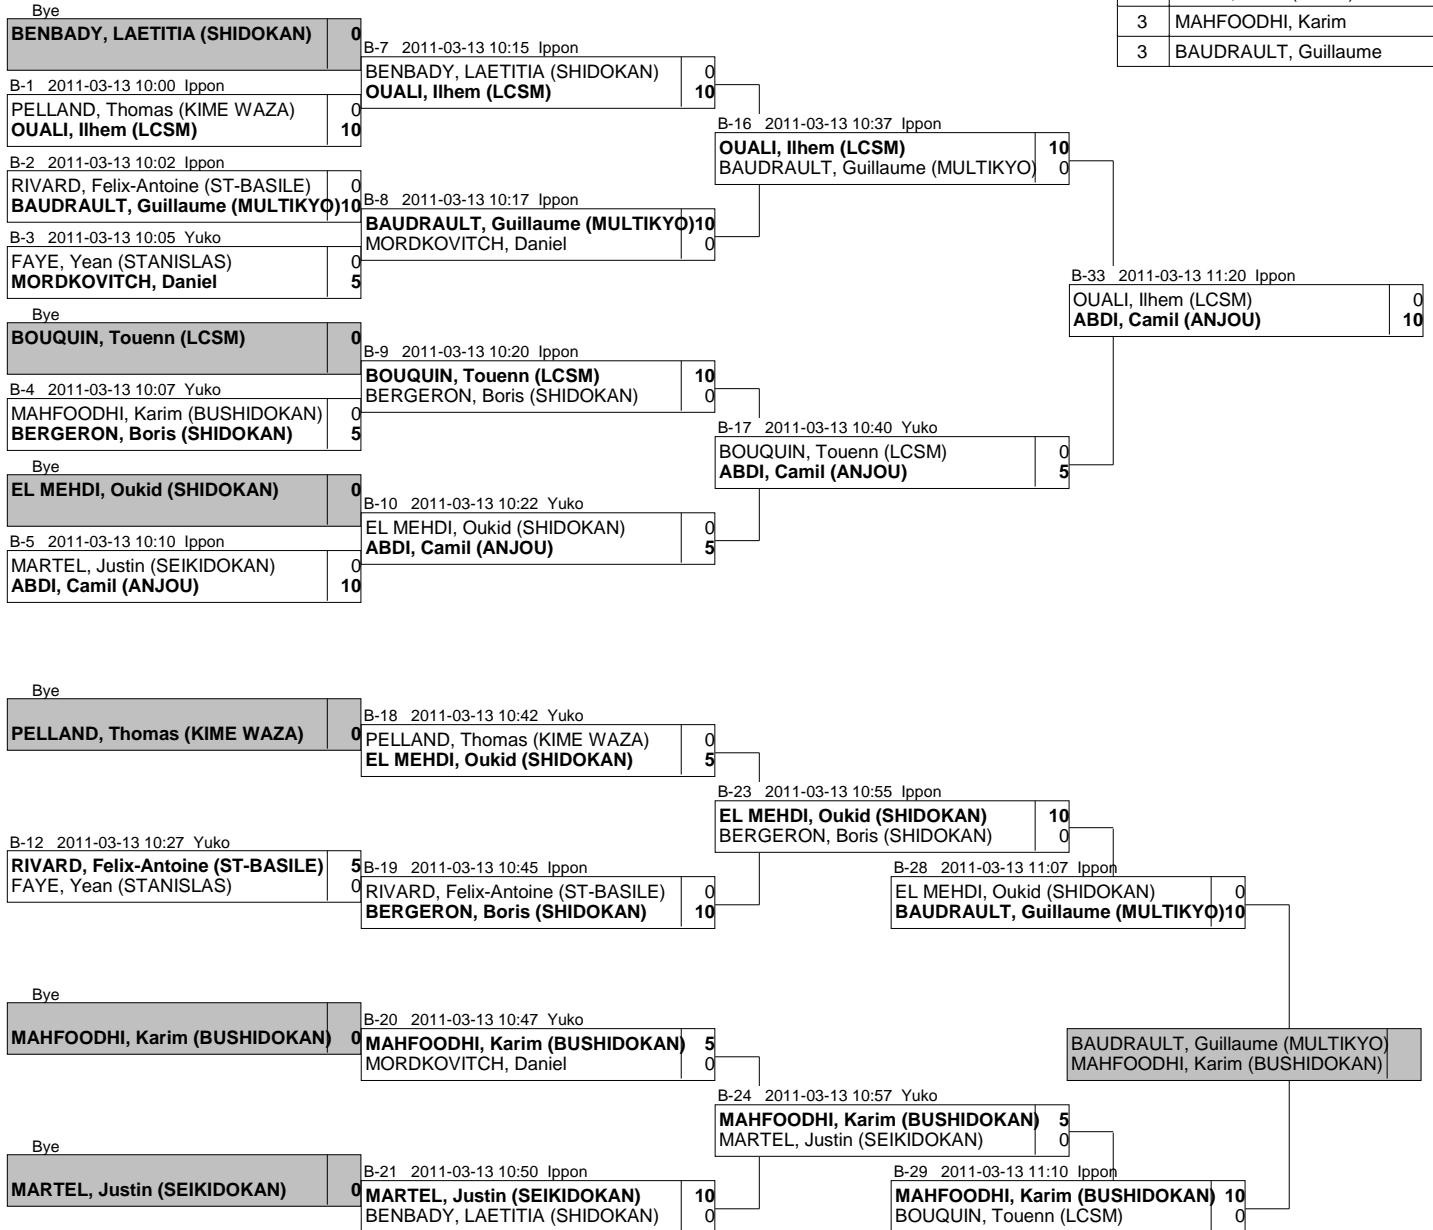 3 MAHFOODHI, Karim
3 BAUDRAULT, Guillaume
Bye
BENBADY, LAETITIA (SHIDOKAN) 0
B-1 2011-03-13 10:00 Ippon
PELLAND, Thomas (KIME WAZA) 0
OUALI, Ilhem (LCSM) 10
B-2 2011-03-13 10:02 Ippon
RIVARD, Felix-Antoine (ST-BASILE) 0
BAUDRAULT, Guillaume (MULTIKYO) 10
B-3 2011-03-13 10:05 Yuko
FAYE, Yean (STANISLAS) 0
MORDKOVITCH, Daniel 5
Bye
BOUQUIN, Touenn (LCSM) 0
B-4 2011-03-13 10:07 Yuko
MAHFOODHI, Karim (BUSHIDOKAN) 0
BERGERON, Boris (SHIDOKAN) 5
Bye
EL MEHDI, Oukid (SHIDOKAN) 0
B-5 2011-03-13 10:10 Ippon
MARTEL, Justin (SEIKIDOKAN) 0
ABDI, Camil (ANJOU) 10
B-7 2011-03-13 10:15 Ippon
BENBADY, LAETITIA (SHIDOKAN) 0
OUALI, Ilhem (LCSM) 10
B-8 2011-03-13 10:17 Ippon
BAUDRAULT, Guillaume (MULTIKYO) 10
MORDKOVITCH, Daniel 0
B-9 2011-03-13 10:20 Ippon
BOUQUIN, Touenn (LCSM) 10
BERGERON, Boris (SHIDOKAN) 0
B-10 2011-03-13 10:22 Yuko
EL MEHDI, Oukid (SHIDOKAN) 0
ABDI, Camil (ANJOU) 5
B-16 2011-03-13 10:37 Ippon
OUALI, Ilhem (LCSM) 10
BAUDRAULT, Guillaume (MULTIKYO) 0
B-17 2011-03-13 10:40 Yuko
BOUQUIN, Touenn (LCSM) 0
ABDI, Camil (ANJOU) 5
B-33 2011-03-13 11:20 Ippon
OUALI, Ilhem (LCSM) 0
ABDI, Camil (ANJOU) 10
Bye
PELLAND, Thomas (KIME WAZA) 0
B-12 2011-03-13 10:27 Yuko
RIVARD, Felix-Antoine (ST-BASILE) 5
FAYE, Yean (STANISLAS) 0
Bye
MAHFOODHI, Karim (BUSHIDOKAN) 0
Bye
MARTEL, Justin (SEIKIDOKAN) 0
B-18 2011-03-13 10:42 Yuko
PELLAND, Thomas (KIME WAZA) 0
EL MEHDI, Oukid (SHIDOKAN) 5
B-19 2011-03-13 10:45 Ippon
RIVARD, Felix-Antoine (ST-BASILE) 0
BERGERON, Boris (SHIDOKAN) 10
B-20 2011-03-13 10:47 Yuko
MAHFOODHI, Karim (BUSHIDOKAN) 5
MORDKOVITCH, Daniel 0
B-21 2011-03-13 10:50 Ippon
MARTEL, Justin (SEIKIDOKAN) 10
BENBADY, LAETITIA (SHIDOKAN) 0
B-23 2011-03-13 10:55 Ippon
EL MEHDI, Oukid (SHIDOKAN) 10
BERGERON, Boris (SHIDOKAN) 0
B-24 2011-03-13 10:57 Yuko
MAHFOODHI, Karim (BUSHIDOKAN) 5
MARTEL, Justin (SEIKIDOKAN) 0
B-28 2011-03-13 11:07 Ippon
EL MEHDI, Oukid (SHIDOKAN) 0
BAUDRAULT, Guillaume (MULTIKYO) 10
B-29 2011-03-13 11:10 Ippon
MAHFOODHI, Karim (BUSHIDOKAN) 10
BOUQUIN, Touenn (LCSM) 0
BAUDRAULT, Guillaume (MULTIKYO)
MAHFOODHI, Karim (BUSHIDOKAN)